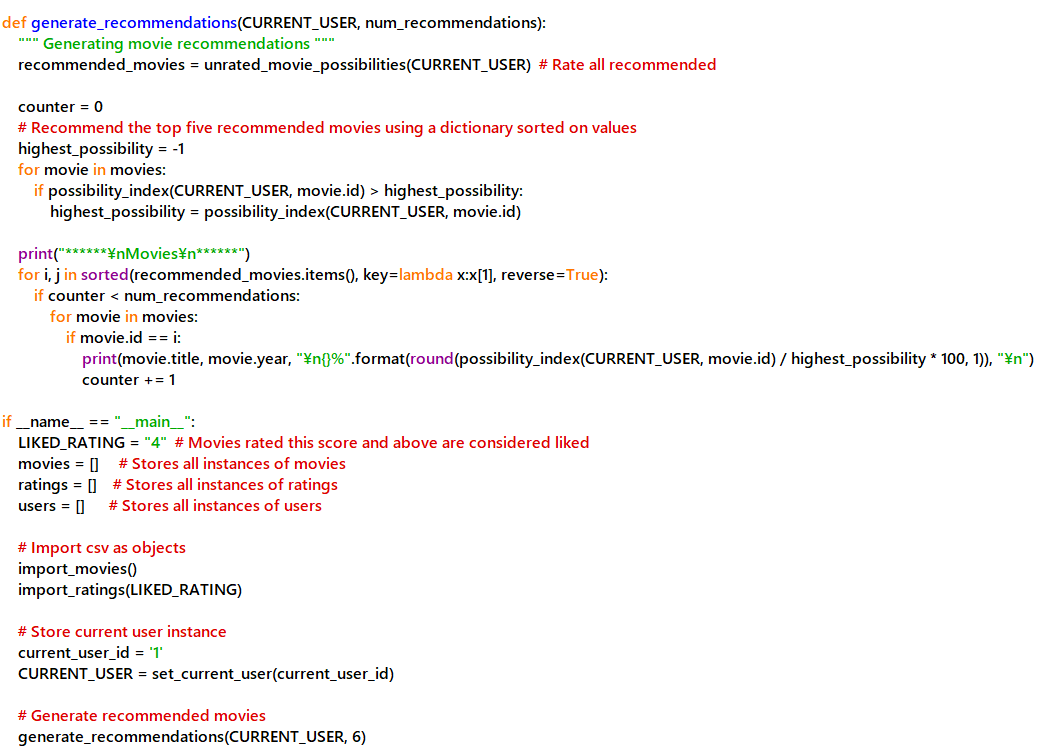 def generate_recommendations(CURRENT_USER, num_recommendations):
    """ Generating movie recommendations """
    recommended_movies = unrated_movie_possibilities(CURRENT_USER)  # Rate all recommended

    counter = 0
    # Recommend the top five recommended movies using a dictionary sorted on values
    highest_possibility = -1
    for movie in movies:
        if possibility_index(CURRENT_USER, movie.id) > highest_possibility:
            highest_possibility = possibility_index(CURRENT_USER, movie.id)

    print("******¥nMovies¥n******")
    for i, j in sorted(recommended_movies.items(), key=lambda x:x[1], reverse=True):
        if counter < num_recommendations:
            for movie in movies:
                if movie.id == i:
                    print(movie.title, movie.year, "¥n{}%".format(round(possibility_index(CURRENT_USER, movie.id) / highest_possibility * 100, 1)), "¥n")
                    counter += 1

if __name__ == "__main__":
    LIKED_RATING = "4"  # Movies rated this score and above are considered liked
    movies = []    # Stores all instances of movies
    ratings = []   # Stores all instances of ratings
    users = []     # Stores all instances of users

    # Import csv as objects
    import_movies()
    import_ratings(LIKED_RATING)

    # Store current user instance
    current_user_id = '1'
    CURRENT_USER = set_current_user(current_user_id)

    # Generate recommended movies
    generate_recommendations(CURRENT_USER, 6)